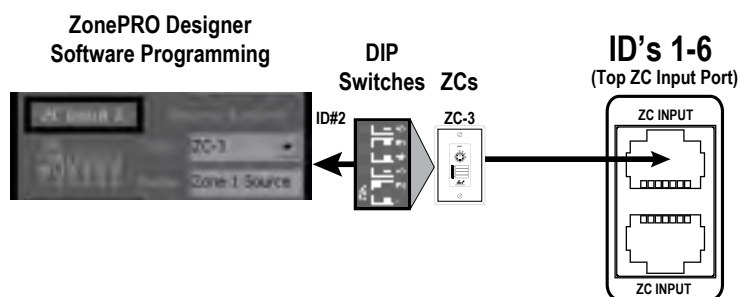 ZonePRO Designer
Software Programming
DIP
Switches
ZCs
ID's 1-6
(Top ZC Input Port)
ZC INPUT
ID#2
ZC-3
ZC Input 2
ZC-3
Zone 1 Source
ZC INPUT